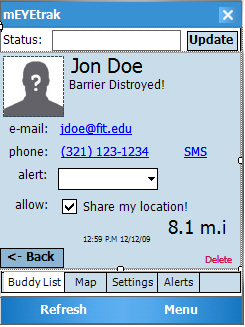 mEYEtrak
Status: Update
?
Jon Doe
Barrier Distroyed!
e-mail: jdoe@fit.edu
phone: (321) 123-1234 SMS
alert:
allow: Share my location!
8.1 m.i
12:59 P.M 12/12/09
Delete
<- Back
Buddy List Map Settings Alerts
Refresh Menu